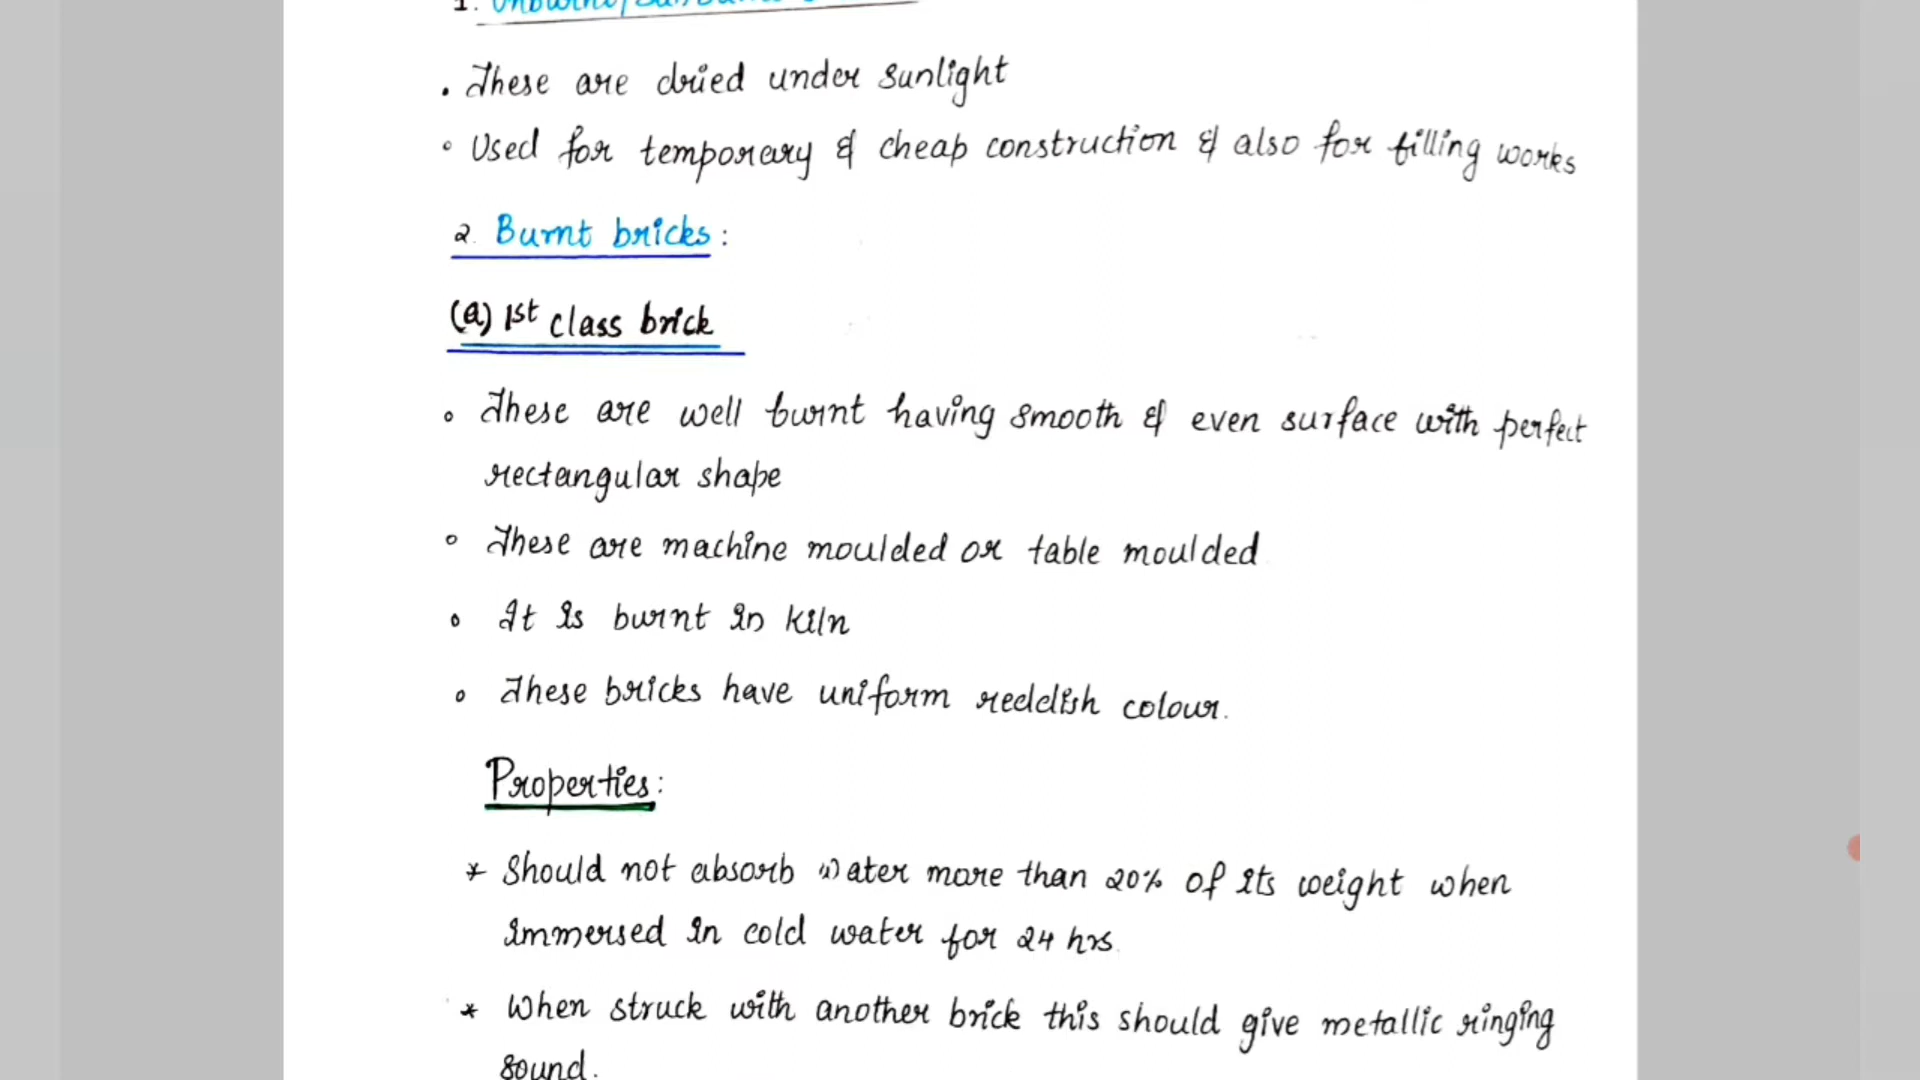 1.
• These are dried under sunlight
• Used for temporary & cheap construction & also for filling works
2. Burnt bricks:
(a) 1st class brick
• These are well burnt having smooth & even surface with perfect
rectangular shape
• These are machine moulded or table moulded
• It is burnt in kiln
• These bricks have uniform reddish colour.
Properties:
* Should not absorb water more than 20% of its weight when
immersed in cold water for 24 hrs.
* When struck with another brick this should give metallic ringing
sound.